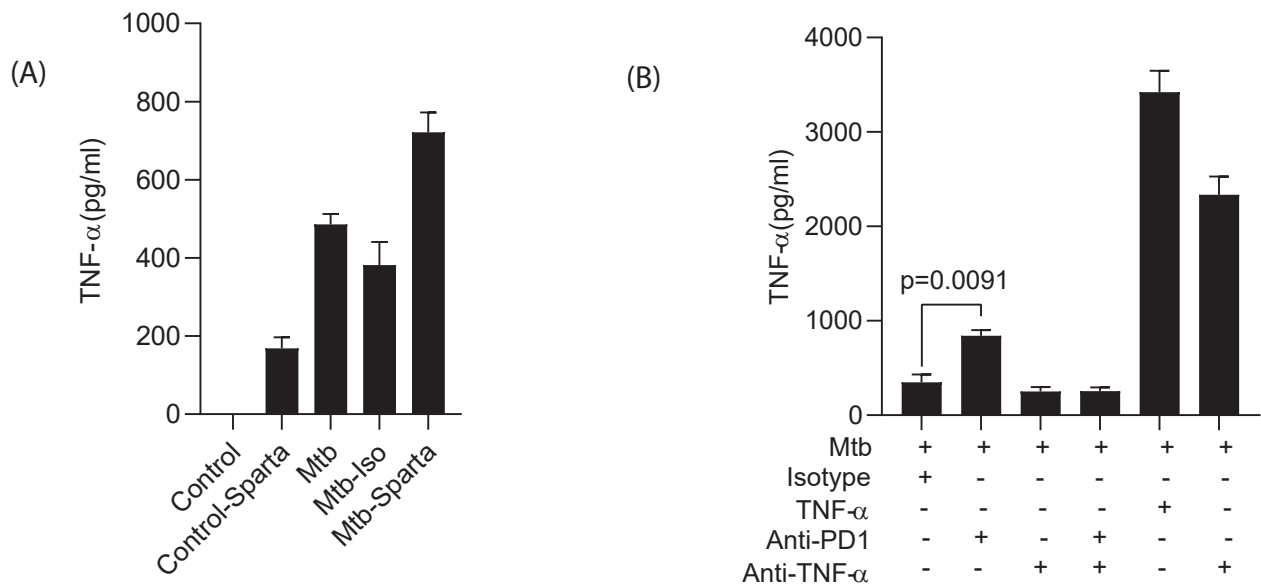 (A)
TNF-α(pg/ml)
1000
800
600
400
200
0
Control
Control-Sparta
Mtb
Mtb-Iso
Mtb-Sparta
(B)
TNF-α(pg/ml)
4000
3000
2000
1000
0
p=0.0091
Mtb + + + + + +
Isotype + - - - - -
TNF-α - - - - + -
Anti-PD1 - + - + - -
Anti-TNF-α - - + + - +